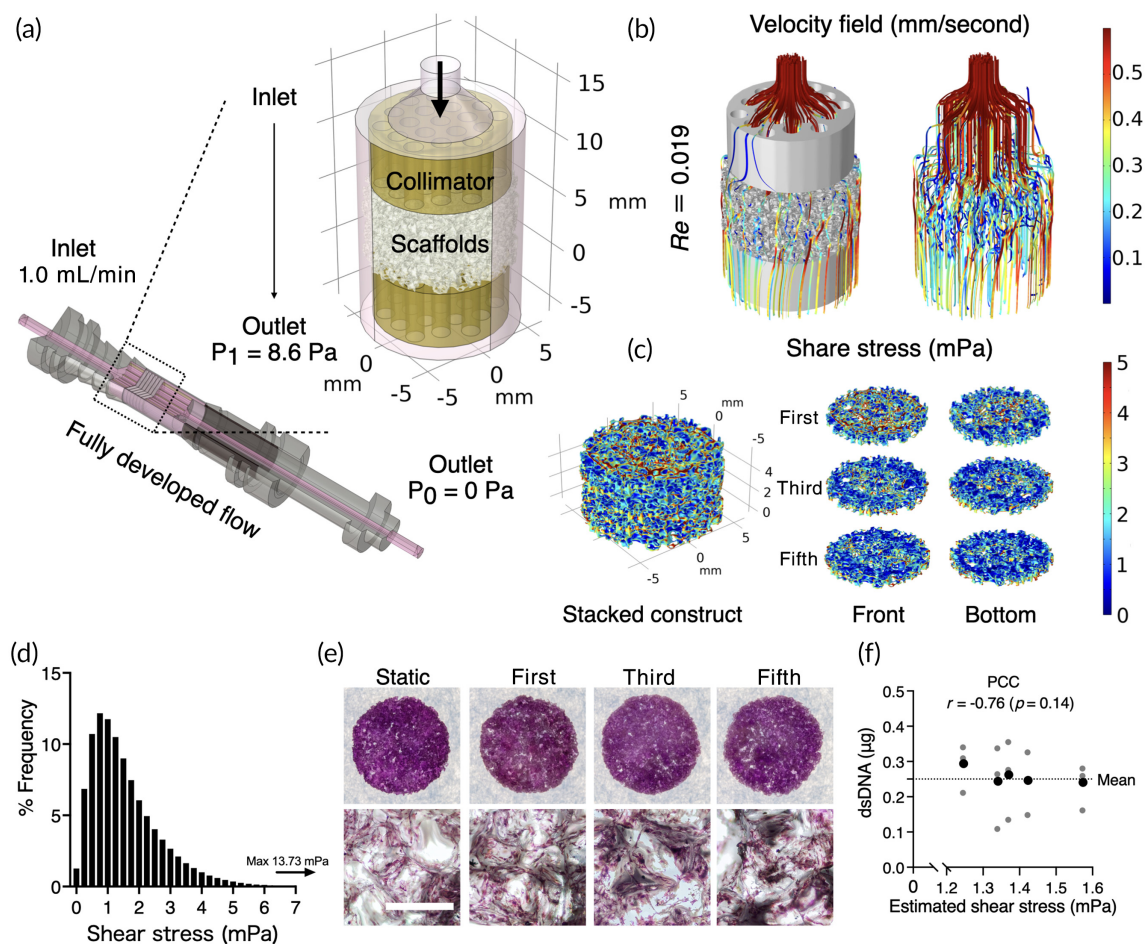 (a)
Inlet
Inlet
1.0 mL/min
Outlet
P1 = 8.6 Pa
Fully developed flow
Outlet
P0 = 0 Pa
Collimator
Scaffolds
15
10
5
mm
0
-5
0
mm
-5
-5
0
mm
5
(b)
Velocity field (mm/second)
Re = 0.019
0.5
0.4
0.3
0.2
0.1
(c)
Share stress (mPa)
5
mm
0
-5
4
2
0
5
0
mm
-5
Stacked construct
First
Third
Fifth
Front
Bottom
5
4
3
2
1
0
(d)
15
10
5
0
% Frequency
Max 13.73 mPa
0 1 2 3 4 5 6 7
Shear stress (mPa)
(e)
Static First Third Fifth
(f)
PCC
r = -0.76 (p = 0.14)
0.5
0.4
0.3
0.2
0.1
0.0
dsDNA (µg)
Mean
0 1.2 1.3 1.4 1.5 1.6
Estimated shear stress (mPa)